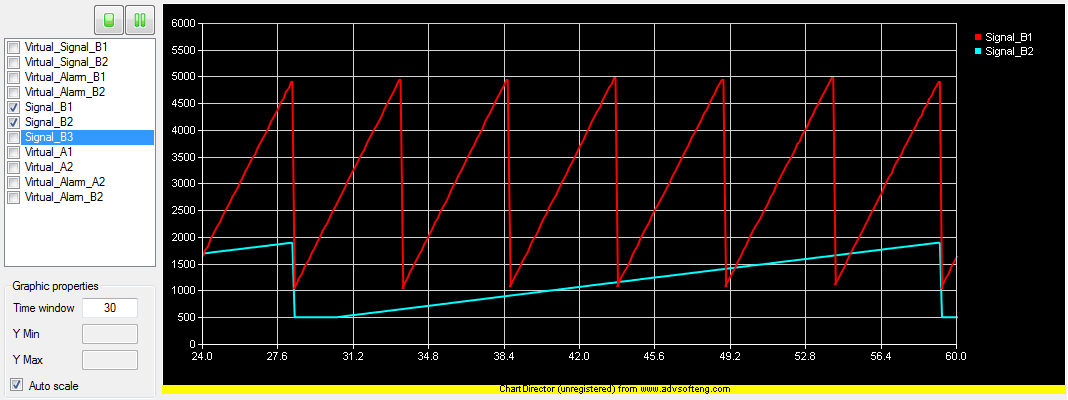 Virtual_Signal_B1
Virtual_Signal_B2
Virtual_Alarm_B1
Virtual_Alarm_B2
Signal_B1
Signal_B2
Signal_B3
Virtual_A1
Virtual_A2
Virtual_Alarm_A2
Virtual_Alam_B2
Graphic properties
Time window 30
Y Min
Y Max
Auto scale
6000
5500
5000
4500
4000
3500
3000
2500
2000
1500
1000
500
0
24.0 27.6 31.2 34.8 38.4 42.0 45.6 49.2 52.8 56.4 60.0
Signal_B1
Signal_B2
ChartDirector (unregistered) from www.advsofteng.com